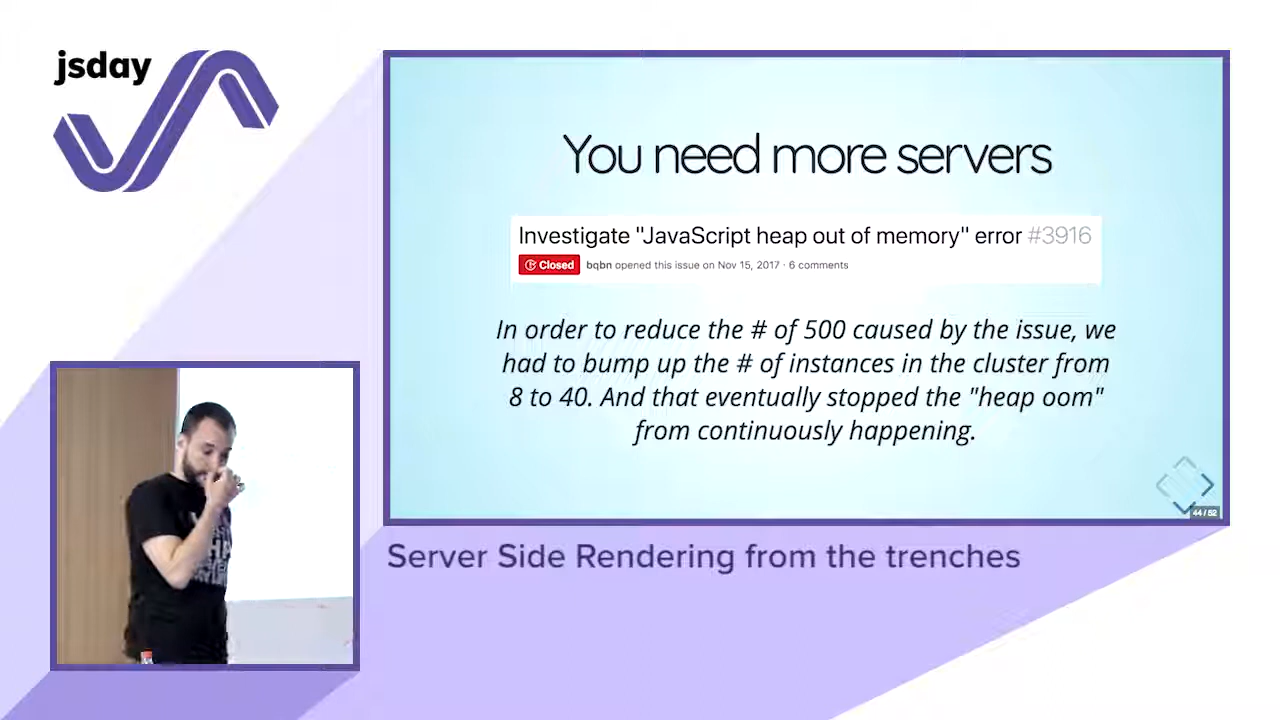 jsday
You need more servers
Investigate "JavaScript heap out of memory" error #3916
Closed bqbn opened this issue on Nov 15, 2017 · 6 comments
In order to reduce the # of 500 caused by the issue, we
had to bump up the # of instances in the cluster from
8 to 40. And that eventually stopped the "heap oom"
from continuously happening.
44 / 52
Server Side Rendering from the trenches